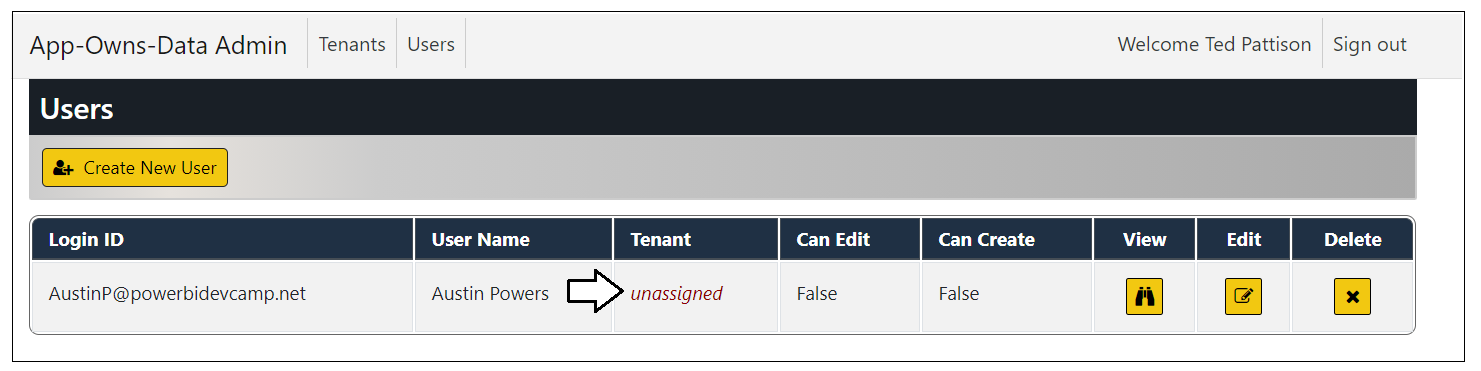 App-Owns-Data Admin Tenants Users Welcome Ted Pattison Sign out
Users
Create New User
Login ID User Name Tenant Can Edit Can Create View Edit Delete
AustinP@powerbidevcamp.net Austin Powers unassigned False False